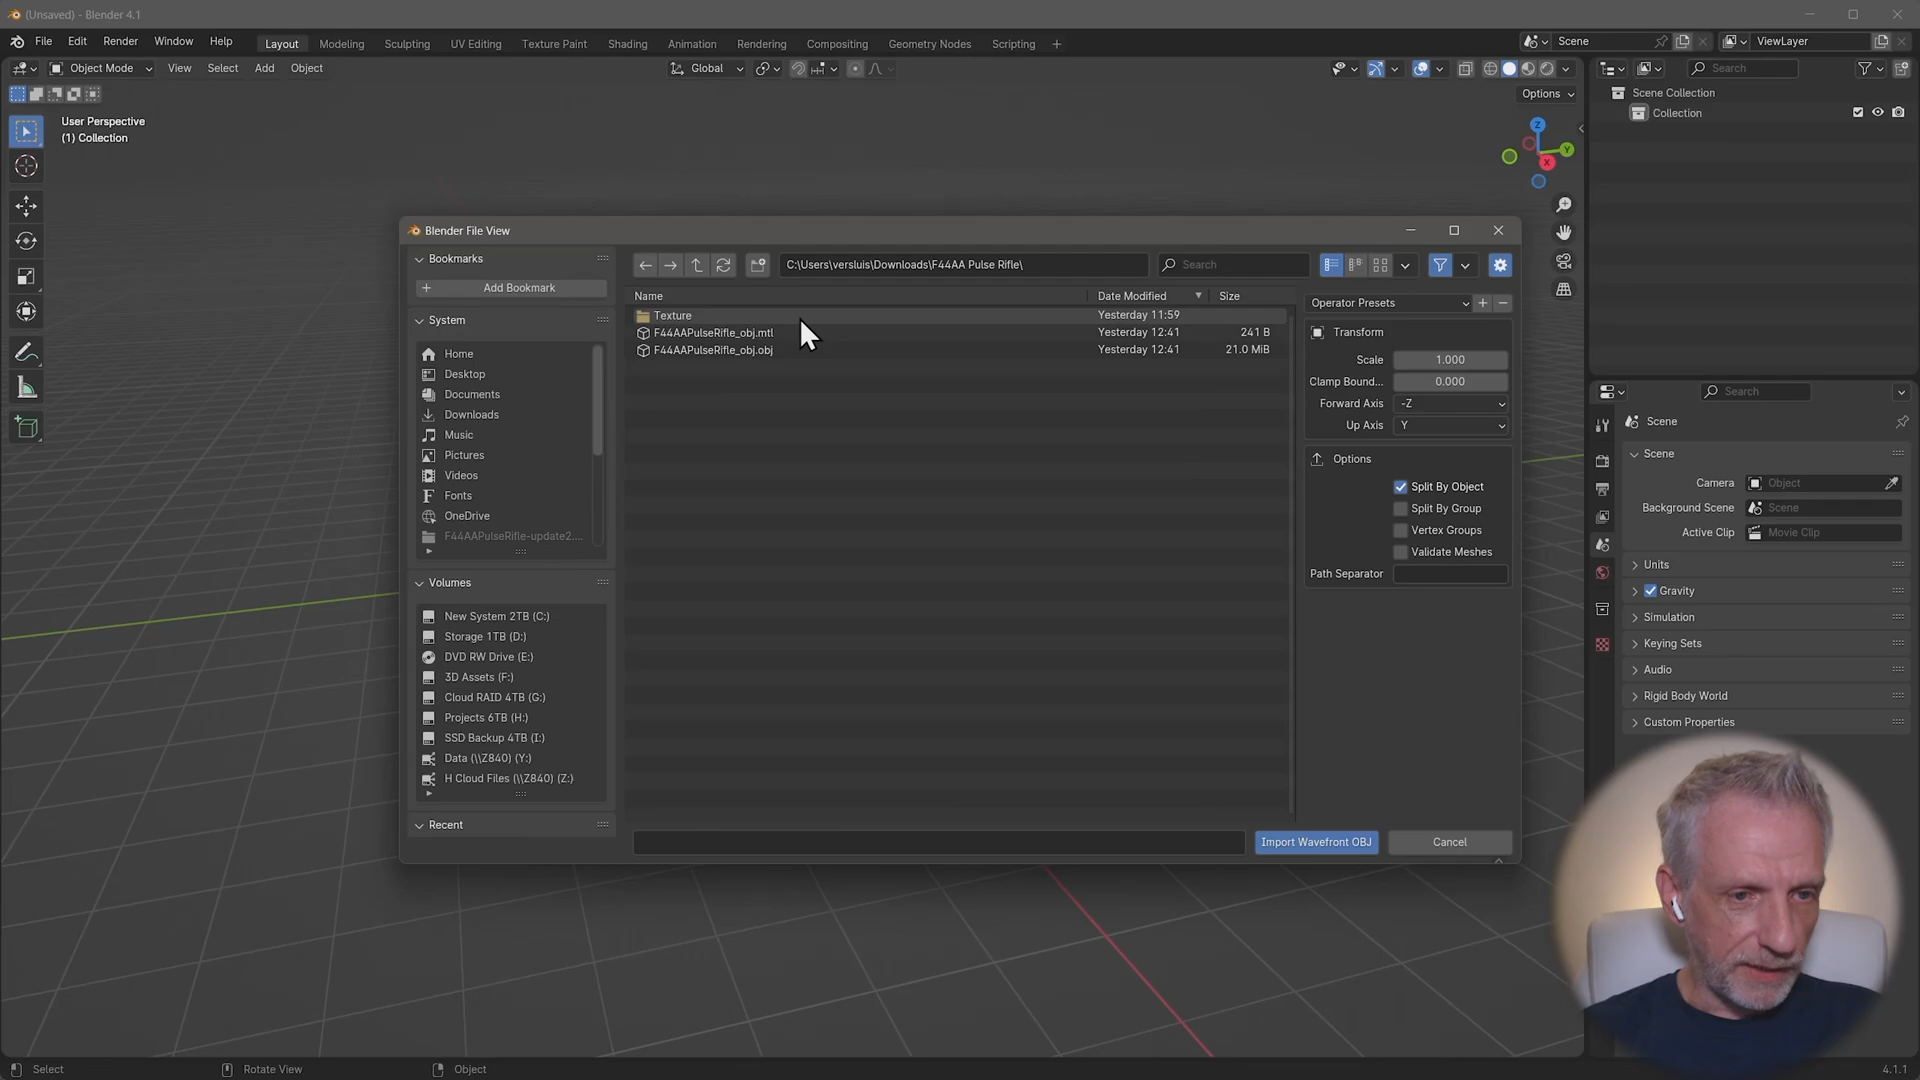 (Unsaved) - Blender 4.1
File Edit Render Window Help Layout Modeling Sculpting UV Editing Texture Paint Shading Animation Rendering Compositing Geometry Nodes Scripting + Scene ViewLayer
Object Mode View Select Add Object Global Search
Options
User Perspective
(1) Collection
Z
Y
X
Scene Collection
Collection
Blender File View
Bookmarks
+ Add Bookmark
System
Home
Desktop
Documents
Downloads
Music
Pictures
Videos
Fonts
OneDrive
F44AAPulseRifle-update2....
Volumes
New System 2TB (C:)
Storage 1TB (D:)
DVD RW Drive (E:)
3D Assets (F:)
Cloud RAID 4TB (G:)
Projects 6TB (H:)
SSD Backup 4TB (I:)
Data (\\Z840) (Y:)
H Cloud Files (\\Z840) (Z:)
Recent
C:\Users\versluis\Downloads\F44AA Pulse Rifle\
Search
Name Date Modified Size
Texture Yesterday 11:59
F44AAPulseRifle_obj.mtl Yesterday 12:41 241 B
F44AAPulseRifle_obj.obj Yesterday 12:41 21.0 MiB
Operator Presets
Transform
Scale 1.000
Clamp Bound... 0.000
Forward Axis -Z
Up Axis Y
Options
Split By Object
Split By Group
Vertex Groups
Validate Meshes
Path Separator
Import Wavefront OBJ Cancel
Search
Scene
Scene
Camera Object
Background Scene Scene
Active Clip Movie Clip
Units
Gravity
Simulation
Keying Sets
Audio
Rigid Body World
Custom Properties
Select Rotate View Object 4.1.1